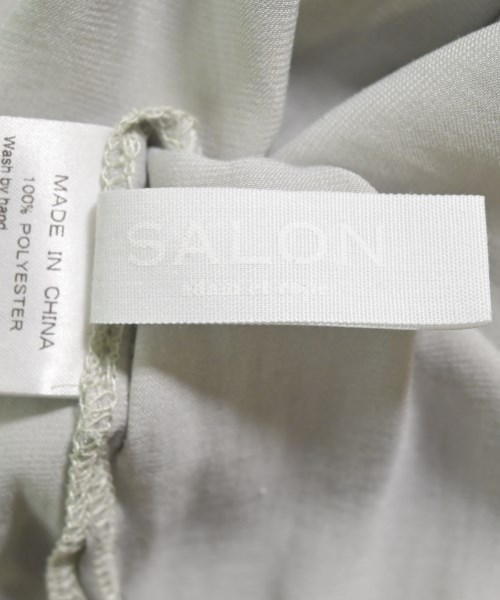 SALON
MADE IN CHINA
100% POLYESTER
Wash by hand